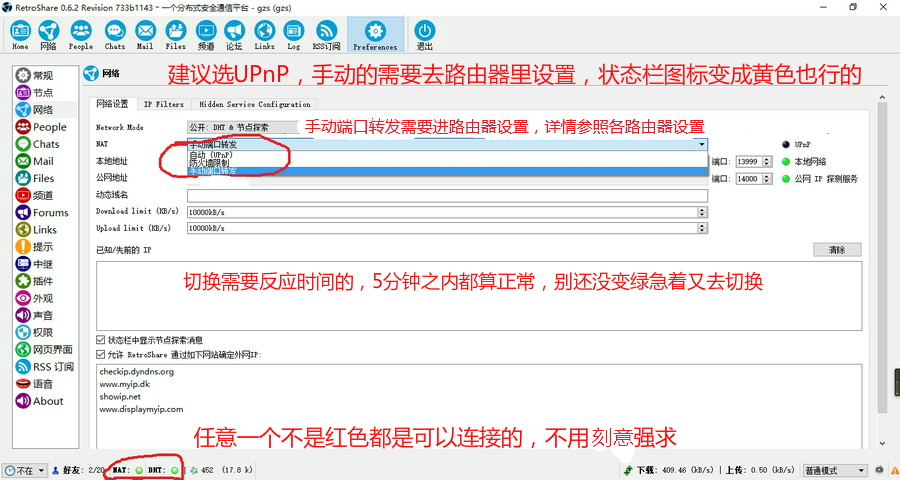 RetroShare 0.6.2 Revision 733b1143 - 一个分布式安全通信平台 - gzs (gzs)
Home 网络 People Chats Mail Files 频道 论坛 Links Log RSS订阅 Preferences 退出
常规
节点
网络
People
Chats
Mail
Files
频道
Forums
Links
提示
中继
插件
外观
声音
权限
网页界面
RSS 订阅
语音
About
网络
建议选UPnP，手动的需要去路由器里设置，状态栏图标变成黄色也行的
网络设置 IP Filters Hidden Service Configuration
Network Mode 公开: DHT & 节点探索
手动端口转发需要进路由器设置，详情参照各路由器设置
NAT 手动端口转发 UPnP
自动 (UPnP)
防火墙限制
手动端口转发
本地地址 端口: 13999 本地网络
公网地址 端口: 14000 公网 IP 探测服务
动态域名
Download limit (KB/s) 10000kB/s
Upload limit (KB/s) 10000kB/s
已知/先前的 IP 清除
切换需要反应时间的，5分钟之内都算正常，别还没变绿急着又去切换
状态栏中显示节点探索消息
允许 RetroShare 通过如下网站确定外网IP:
checkip.dyndns.org
www.myip.dk
showip.net
www.displaymyip.com
任意一个不是红色都是可以连接的，不用刻意强求
不在 好友: 2/20 NAT: DHT: 452 (17.8 k) 下载: 409.46 (kB/s) | 上传: 0.50 (kB/s) 普通模式